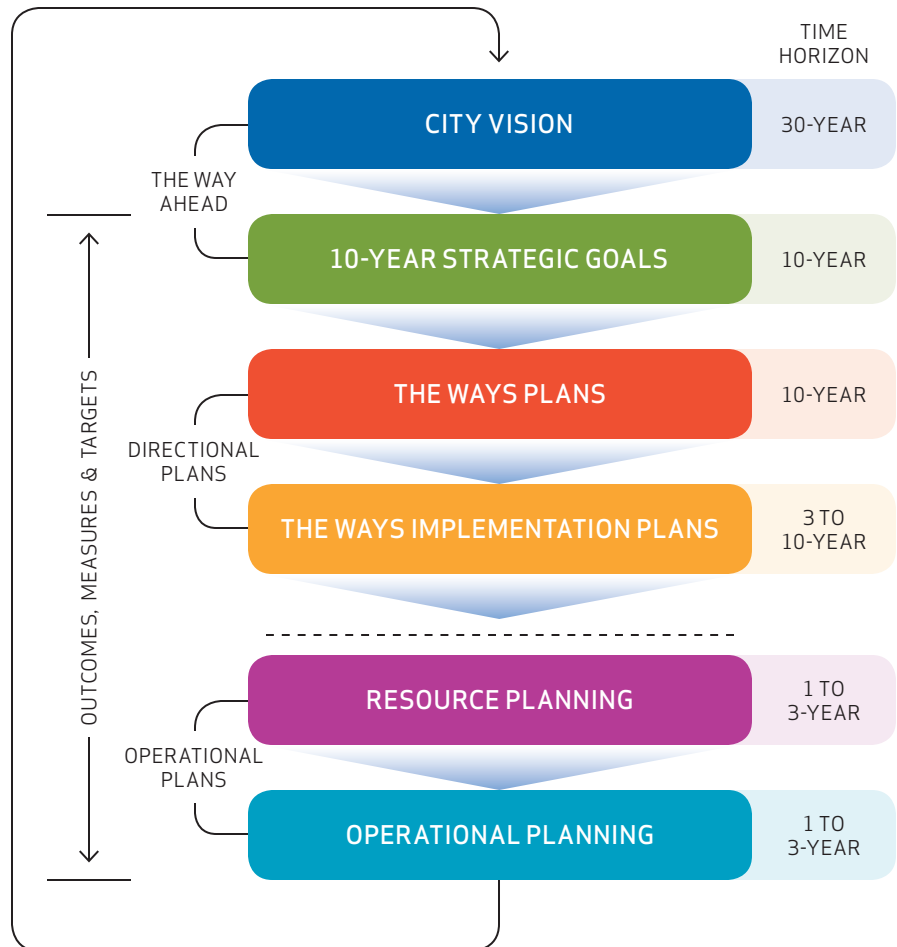 TIME
HORIZON
CITY VISION
30-YEAR
THE WAY
AHEAD
10-YEAR STRATEGIC GOALS
10-YEAR
THE WAYS PLANS
10-YEAR
DIRECTIONAL
PLANS
THE WAYS IMPLEMENTATION PLANS
3 TO
10-YEAR
OUTCOMES, MEASURES & TARGETS
RESOURCE PLANNING
1 TO
3-YEAR
OPERATIONAL
PLANS
OPERATIONAL PLANNING
1 TO
3-YEAR